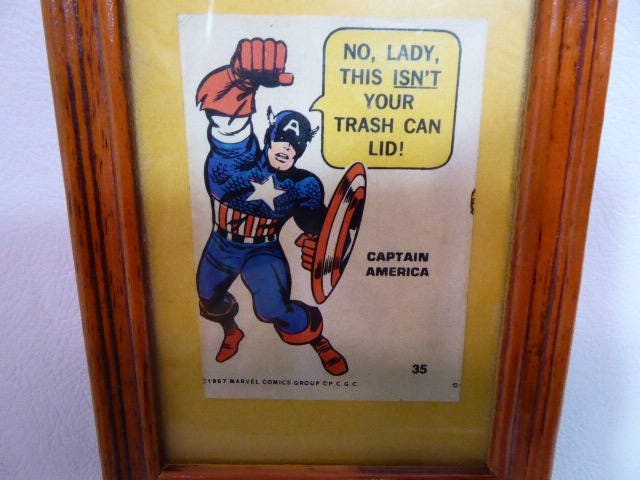 NO, LADY,
THIS ISN'T
YOUR
TRASH CAN
LID!
A
CAPTAIN
AMERICA
35
©1967 MARVEL COMICS GROUP ©P.C.G.C.
©